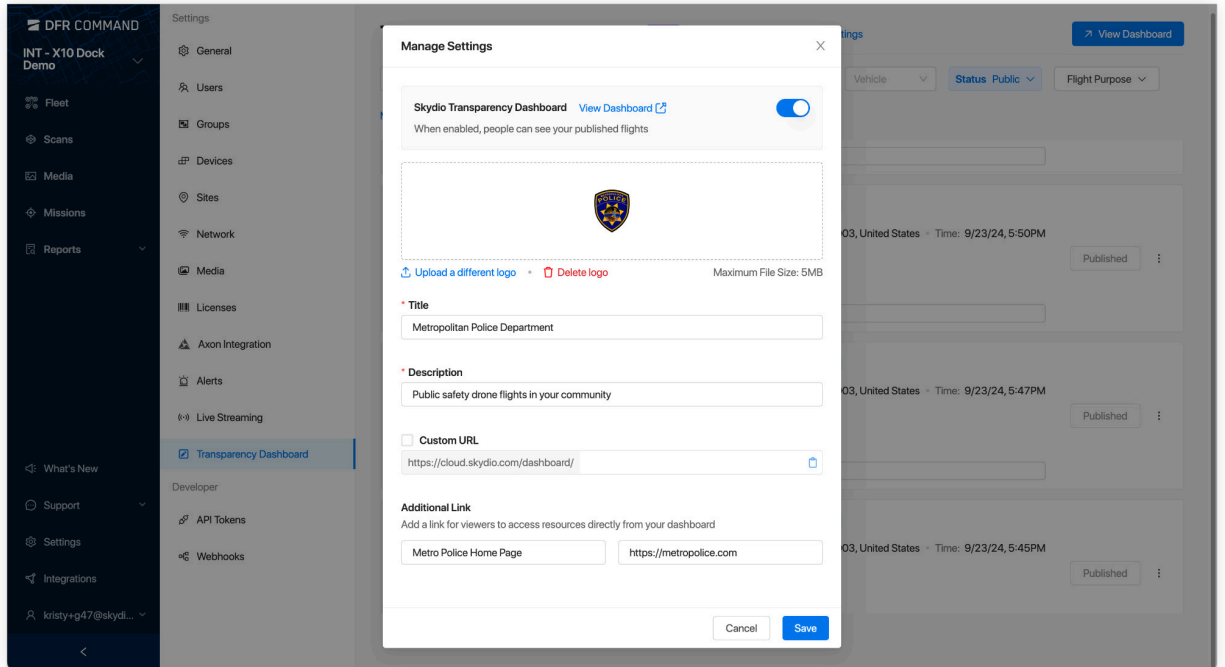 DFR COMMAND
INT - X10 Dock
Demo
Fleet
Scans
Media
Missions
Reports
What's New
Support
Settings
Integrations
kristy+g47@skydi...
Settings
General
Users
Groups
Devices
Sites
Network
Media
Licenses
Axon Integration
Alerts
Live Streaming
Transparency Dashboard
Developer
API Tokens
Webhooks
tings
View Dashboard
Vehicle
Status Public
Flight Purpose
Manage Settings
Skydio Transparency Dashboard View Dashboard
When enabled, people can see your published flights
POLICE
Upload a different logo • Delete logo Maximum File Size: 5MB
* Title
Metropolitan Police Department
* Description
Public safety drone flights in your community
Custom URL
https://cloud.skydio.com/dashboard/
Additional Link
Add a link for viewers to access resources directly from your dashboard
Metro Police Home Page https://metropolice.com
Cancel Save
03, United States • Time: 9/23/24, 5:50PM
Published
03, United States • Time: 9/23/24, 5:47PM
Published
03, United States • Time: 9/23/24, 5:45PM
Published